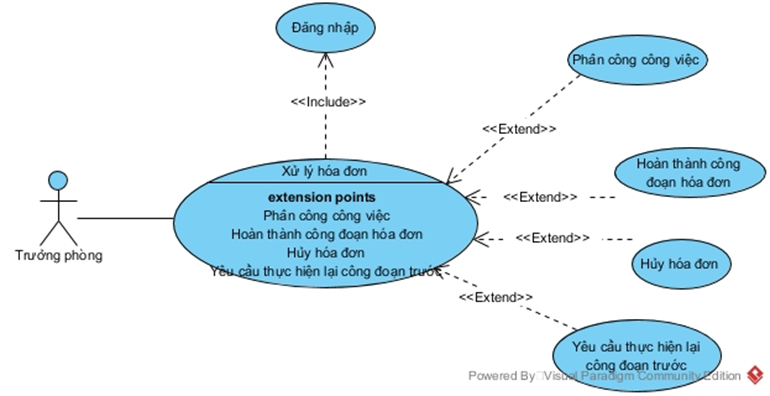 Đăng nhập
Phân công công việc
<<Include>>
<<Extend>>
Xử lý hóa đơn
extension points
Phân công công việc
Hoàn thành công đoạn hóa đơn
Hủy hóa đơn
Yêu cầu thực hiện lại công đoạn trước
Hoàn thành công
đoạn hóa đơn
<<Extend>>
<<Extend>>
Hủy hóa đơn
Trưởng phòng
<<Extend>>
Yêu cầu thực hiện lại
công đoạn trước
Powered By Visual Paradigm Community Edition